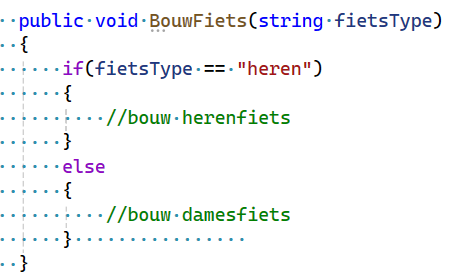 public void BouwFiets(string fietsType)
{
if(fietsType == "heren")
{
//bouw herenfiets
}
else
{
//bouw damesfiets
}
}